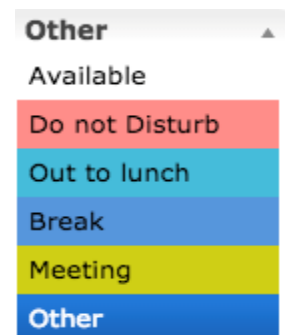 Other
Available
Do not Disturb
Out to lunch
Break
Meeting
Other